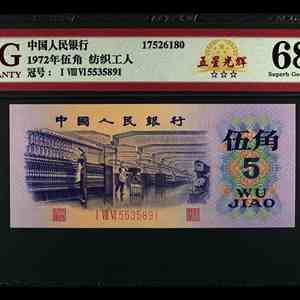 G
ANTY
中国人民银行
1972年伍角 纺织工人
冠号： I VIII VI 5535891
17526180
五星光辉
☆☆☆
68
Superb Ge
中国人民银行
伍角
5
WU
JIAO
I VIII VI 5535891